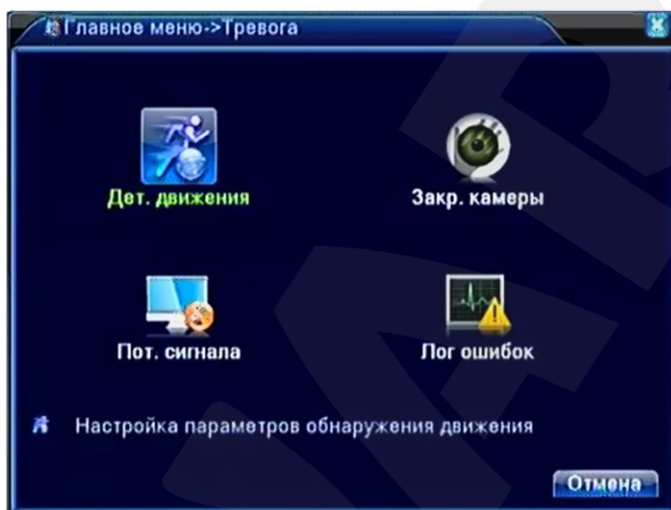 Главное меню->Тревога
Дет. движения
Закр. камеры
Пот. сигнала
Лог ошибок
Настройка параметров обнаружения движения
Отмена